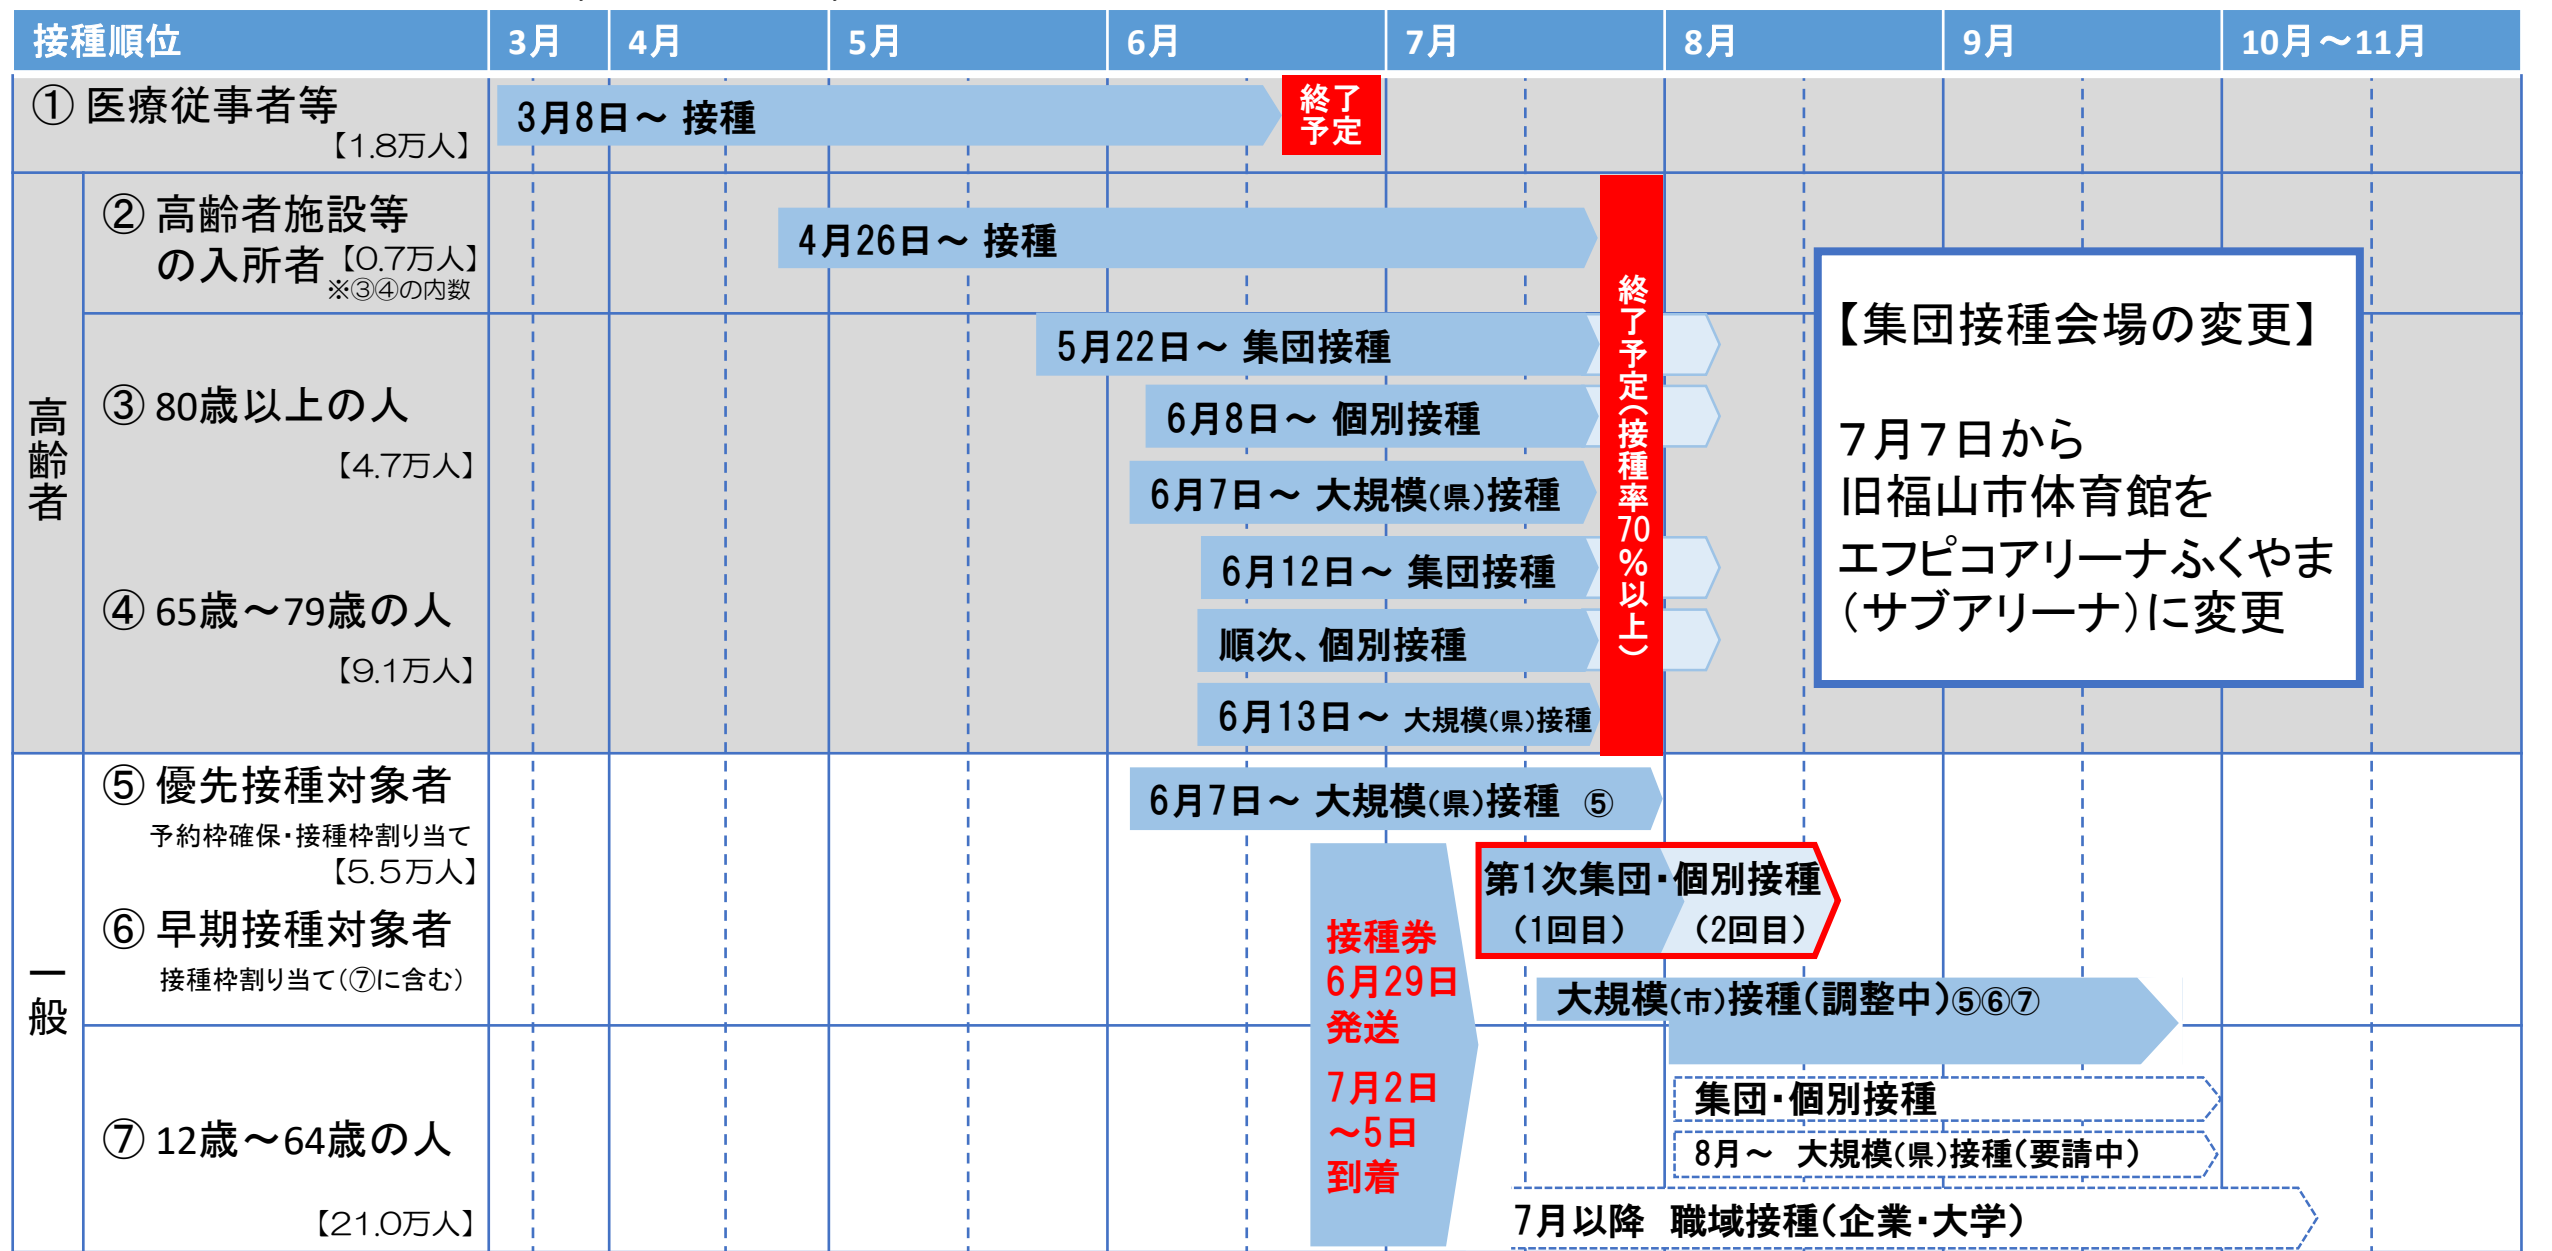 接種順位 3月 4月 5月 6月 7月 8月 9月 10月～11月
① 医療従事者等
【1.8万人】
3月8日～ 接種
終了
予定
高齢者
② 高齢者施設等
の入所者【0.7万人】
※③④の内数
4月26日～ 接種
③ 80歳以上の人
【4.7万人】
5月22日～ 集団接種
6月8日～ 個別接種
6月7日～ 大規模(県)接種
④ 65歳～79歳の人
【9.1万人】
6月12日～ 集団接種
順次、個別接種
6月13日～ 大規模(県)接種
終了予定(接種率70%以上)
【集団接種会場の変更】
7月7日から
旧福山市体育館を
エフピコアリーナふくやま
(サブアリーナ)に変更
一般
⑤ 優先接種対象者
予約枠確保・接種枠割り当て
【5.5万人】
⑥ 早期接種対象者
接種枠割り当て(⑦に含む)
⑦ 12歳～64歳の人
【21.0万人】
6月7日～ 大規模(県)接種 ⑤
接種券
6月29日
発送
7月2日
～5日
到着
第1次集団・個別接種
(1回目) (2回目)
大規模(市)接種(調整中)⑤⑥⑦
集団・個別接種
8月～ 大規模(県)接種(要請中)
7月以降 職域接種(企業・大学)